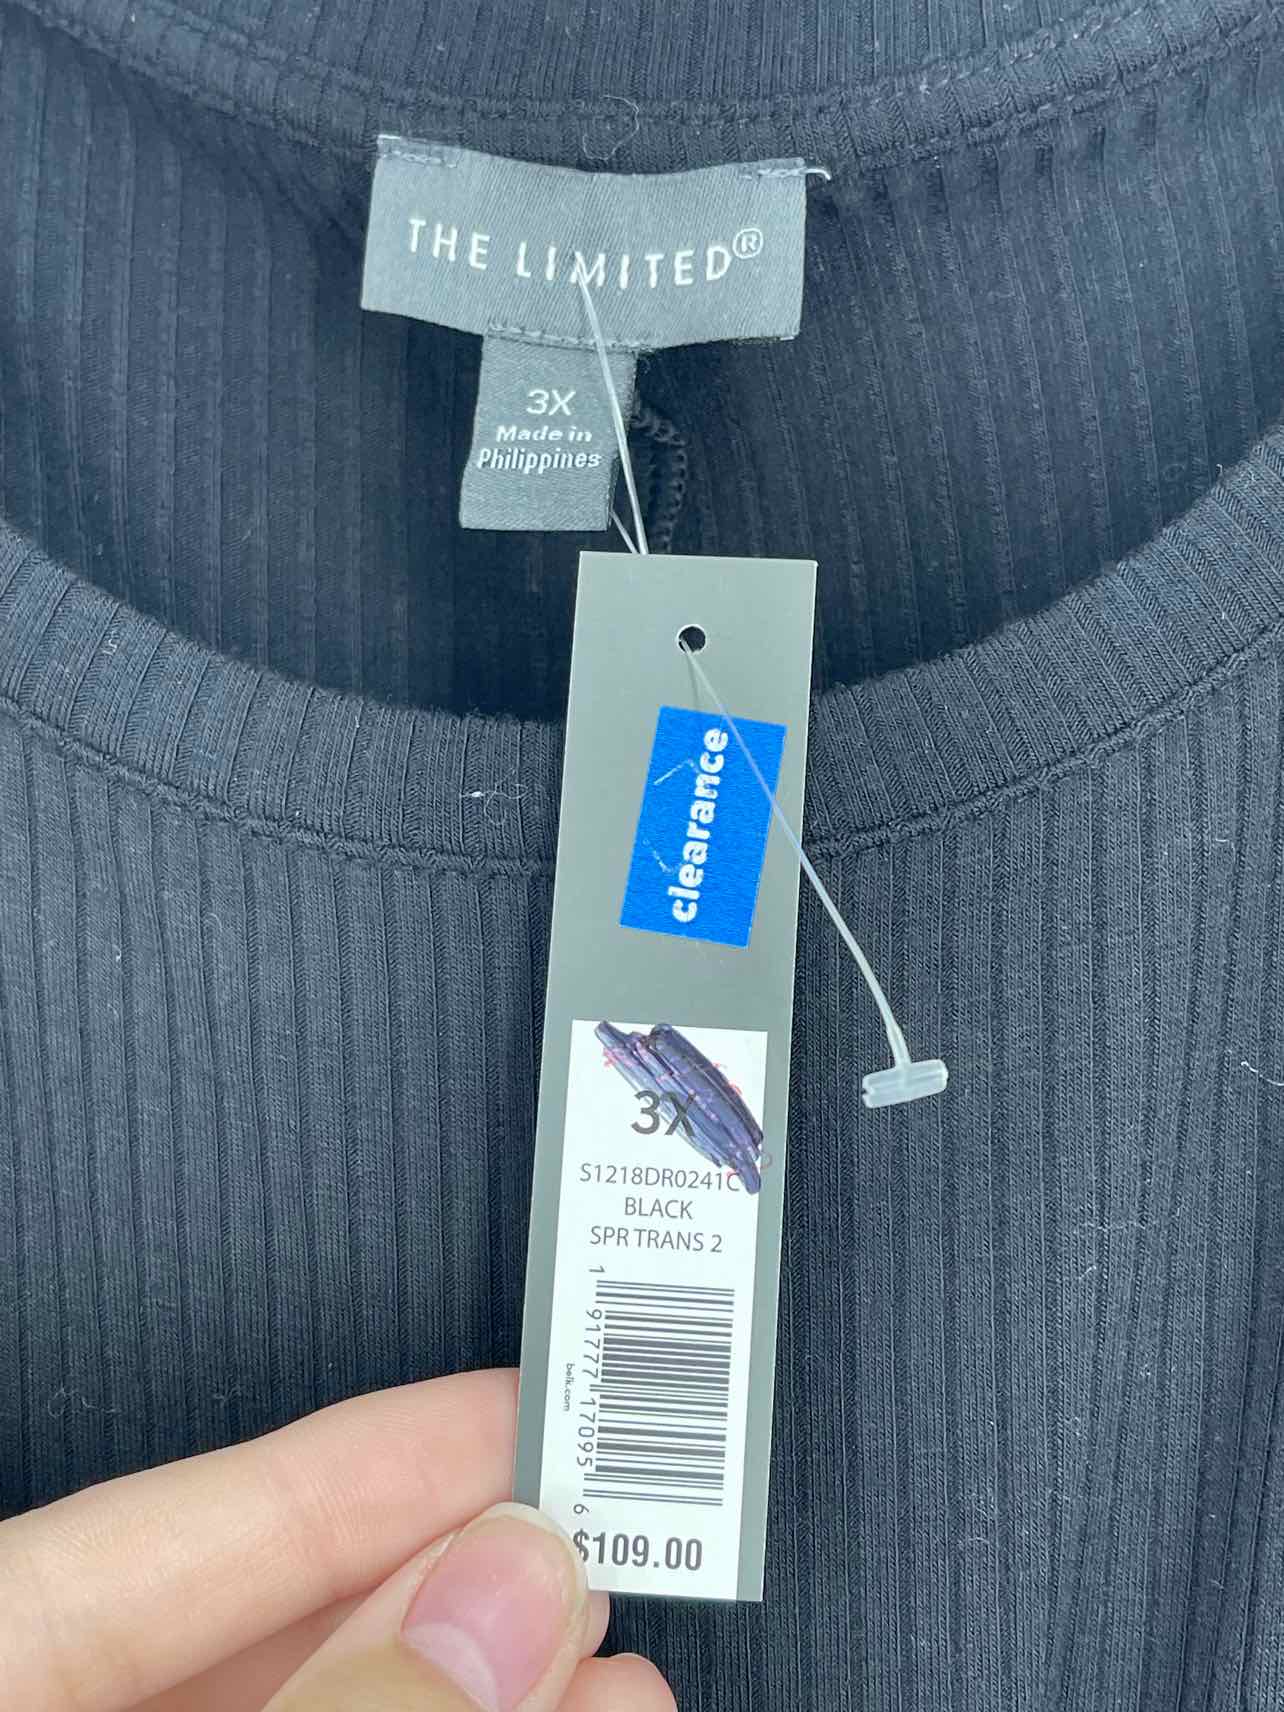 THE LIMITED®
3X
Made in
Philippines
clearance
3X
S1218DR0241C
BLACK
SPR TRANS 2
1 91777 17095 6
belk.com
$109.00